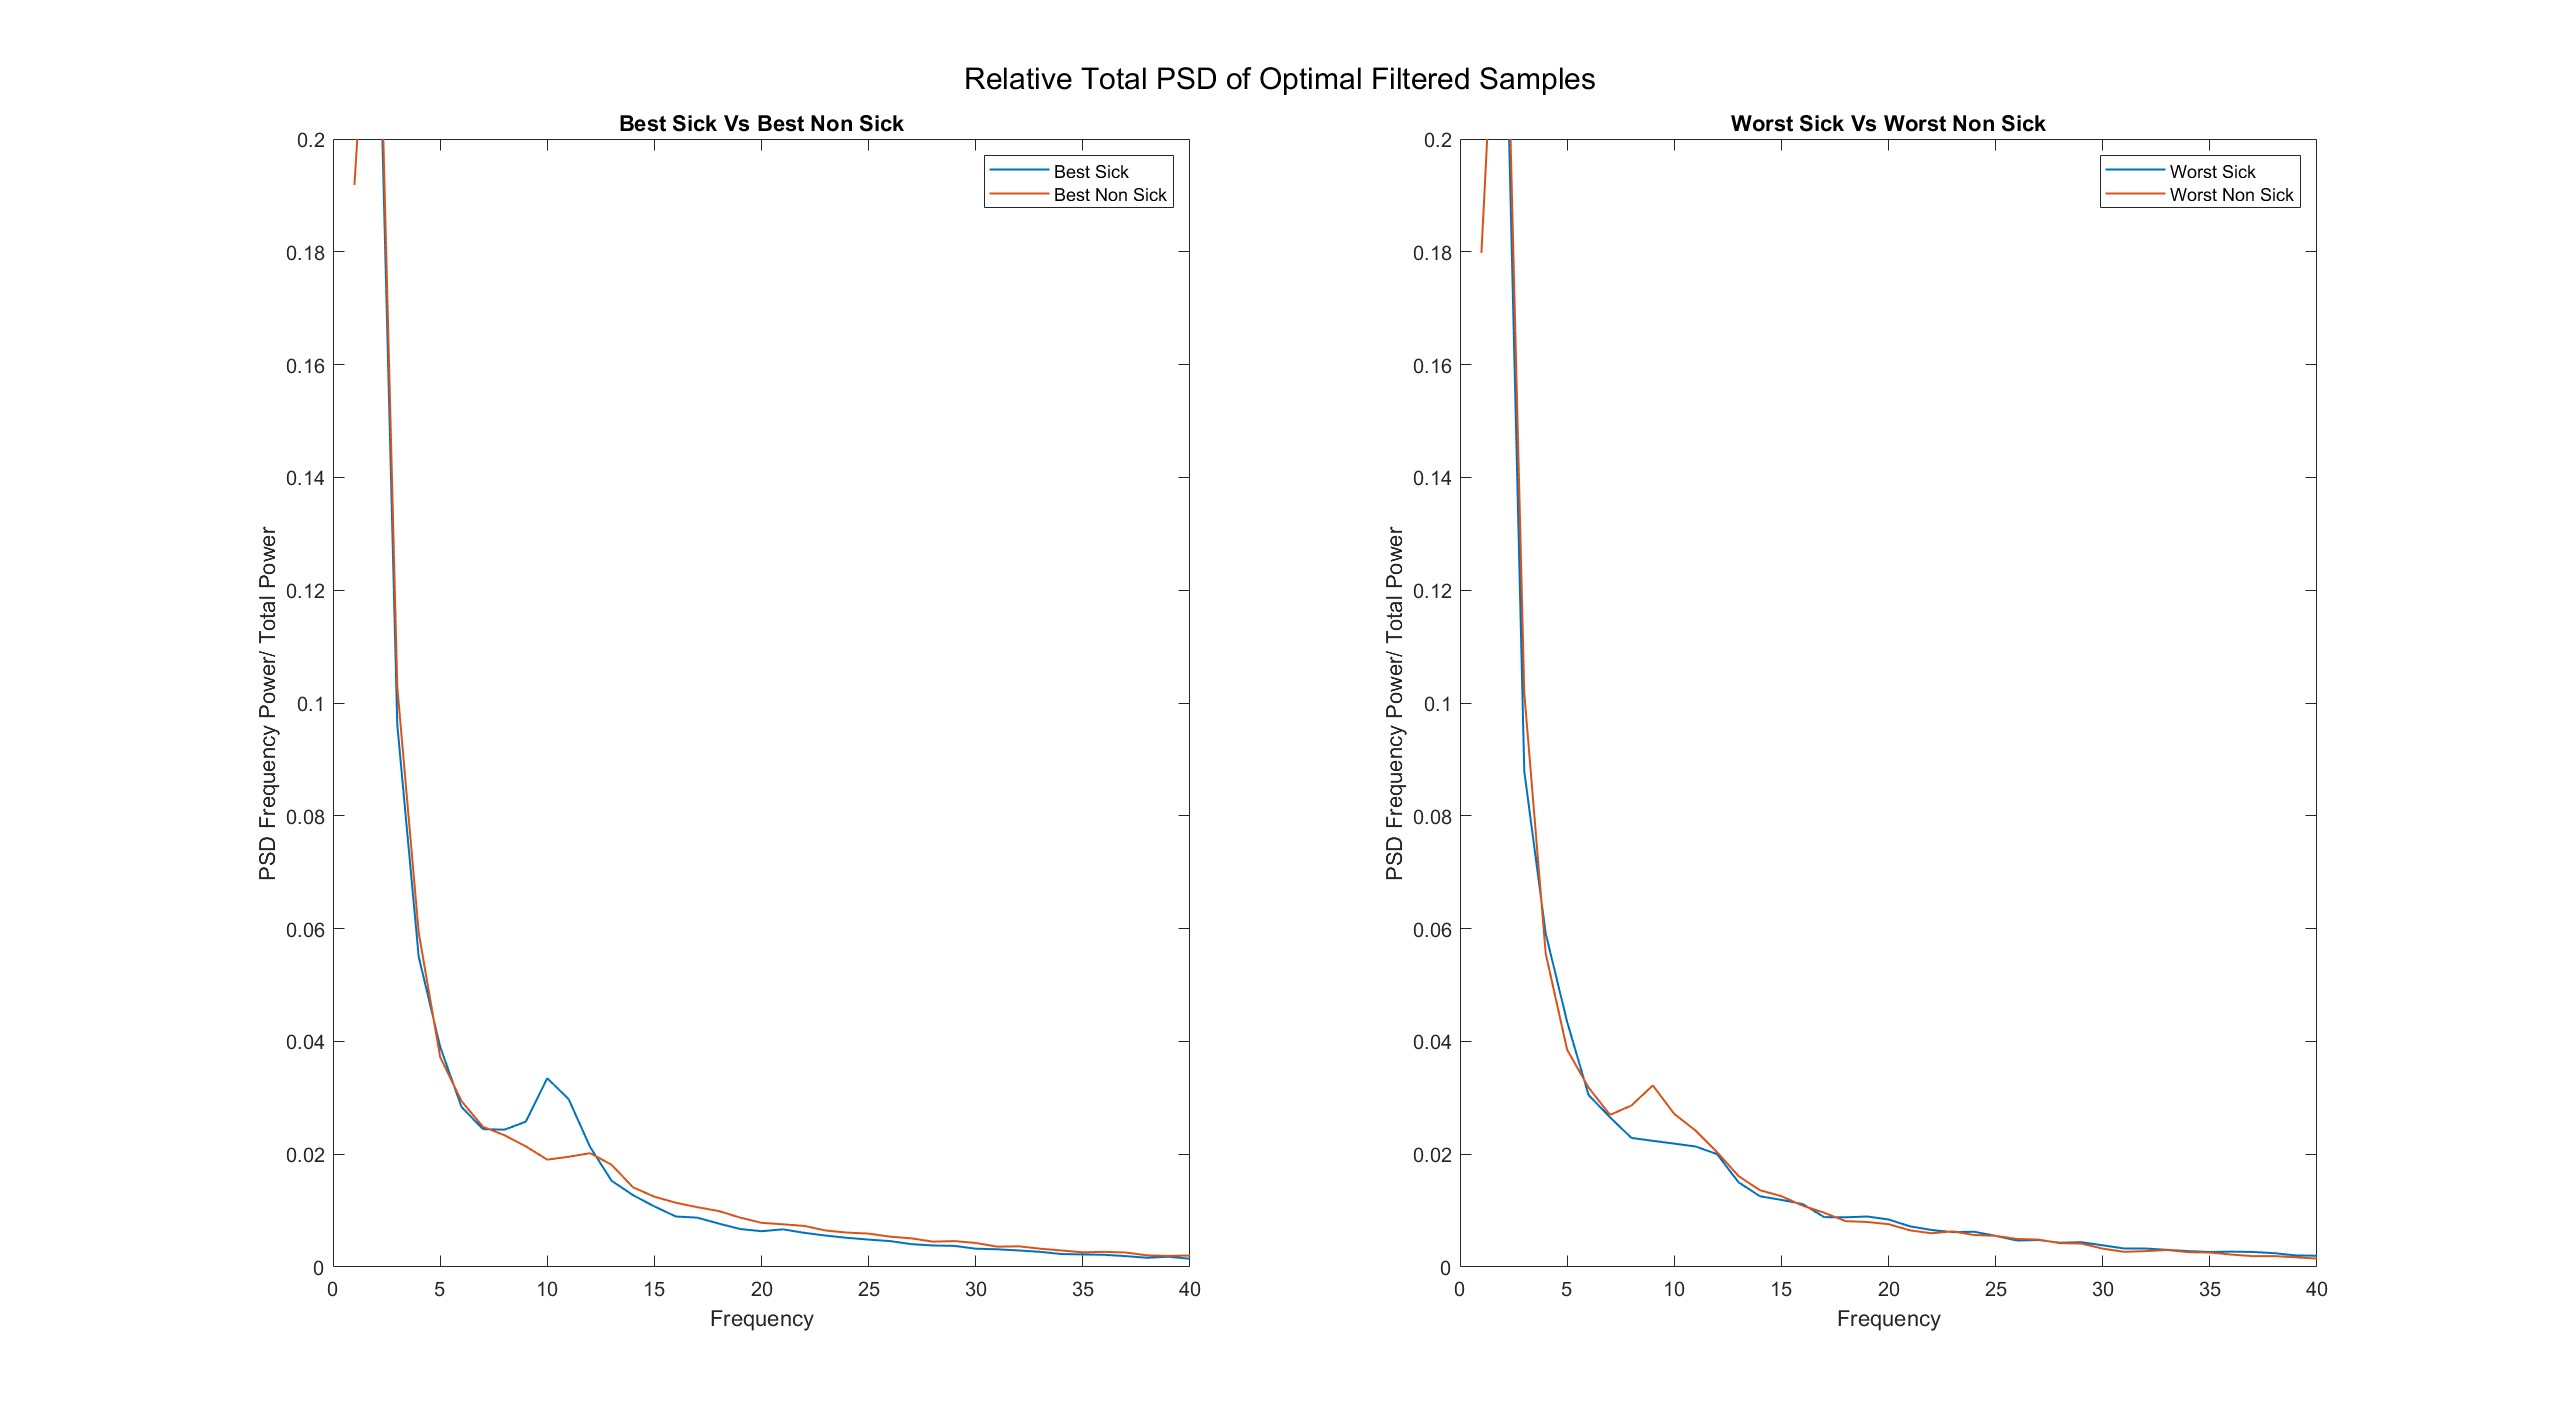 Relative Total PSD of Optimal Filtered Samples
Best Sick Vs Best Non Sick
0.2
0.18
0.16
0.14
0.12
0.1
0.08
0.06
0.04
0.02
0
PSD Frequency Power/ Total Power
0 5 10 15 20 25 30 35 40
Frequency
Best Sick
Best Non Sick
Worst Sick Vs Worst Non Sick
0.2
0.18
0.16
0.14
0.12
0.1
0.08
0.06
0.04
0.02
0
PSD Frequency Power/ Total Power
0 5 10 15 20 25 30 35 40
Frequency
Worst Sick
Worst Non Sick